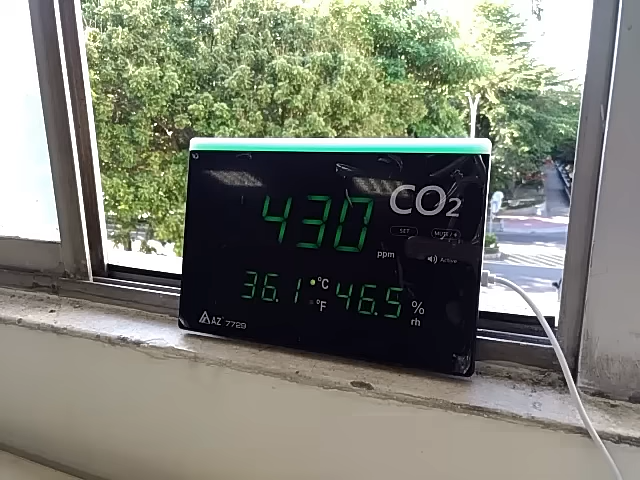 CO2
430 ppm
SET MUTE / ☀
Active
36.1 °C °F 46.5 % rh
AZ 7729